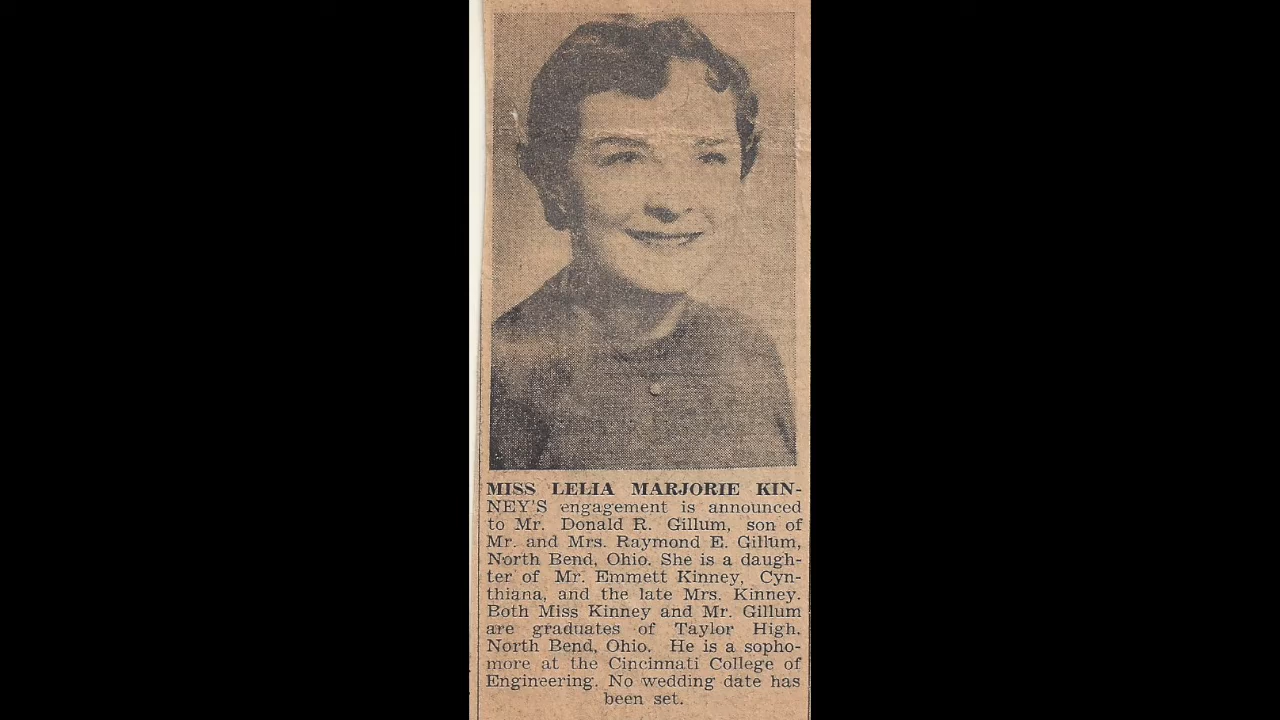 MISS LELIA MARJORIE KIN-
NEY'S engagement is announced
to Mr. Donald R. Gillum, son of
Mr. and Mrs. Raymond E. Gillum,
North Bend, Ohio. She is a daugh-
ter of Mr. Emmett Kinney, Cyn-
thiana, and the late Mrs. Kinney.
Both Miss Kinney and Mr. Gillum
are graduates of Taylor High,
North Bend, Ohio. He is a sopho-
more at the Cincinnati College of
Engineering. No wedding date has
been set.